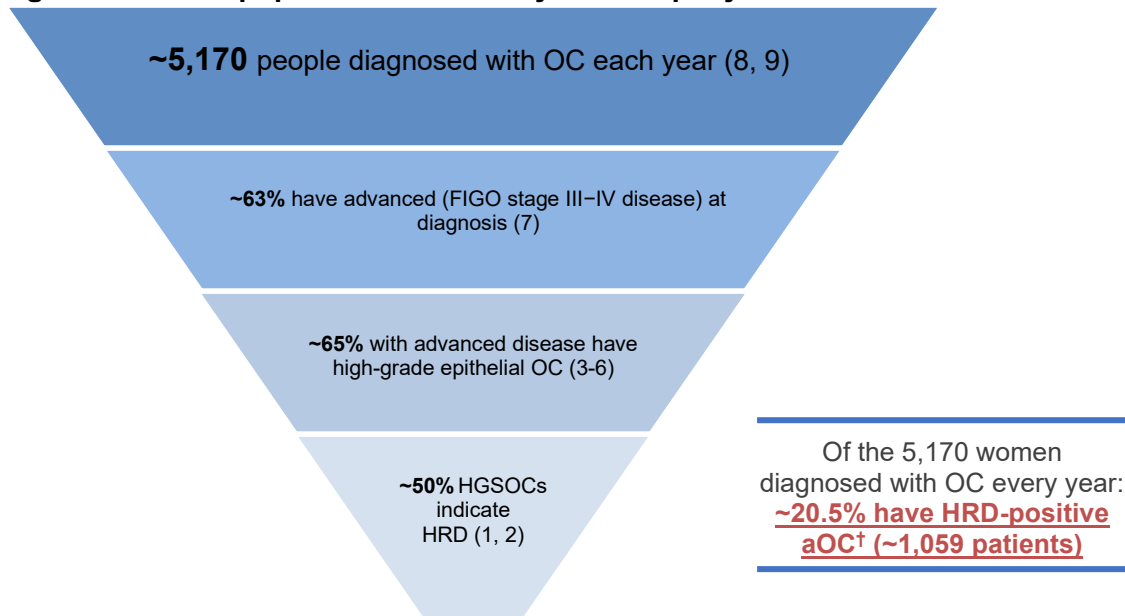 ~5,170 people diagnosed with OC each year (8, 9)
~63% have advanced (FIGO stage III−IV disease) at
diagnosis (7)
~65% with advanced disease have
high-grade epithelial OC (3-6)
~50% HGSOCs
indicate
HRD (1, 2)
Of the 5,170 women
diagnosed with OC every year:
~20.5% have HRD-positive
aOC† (~1,059 patients)